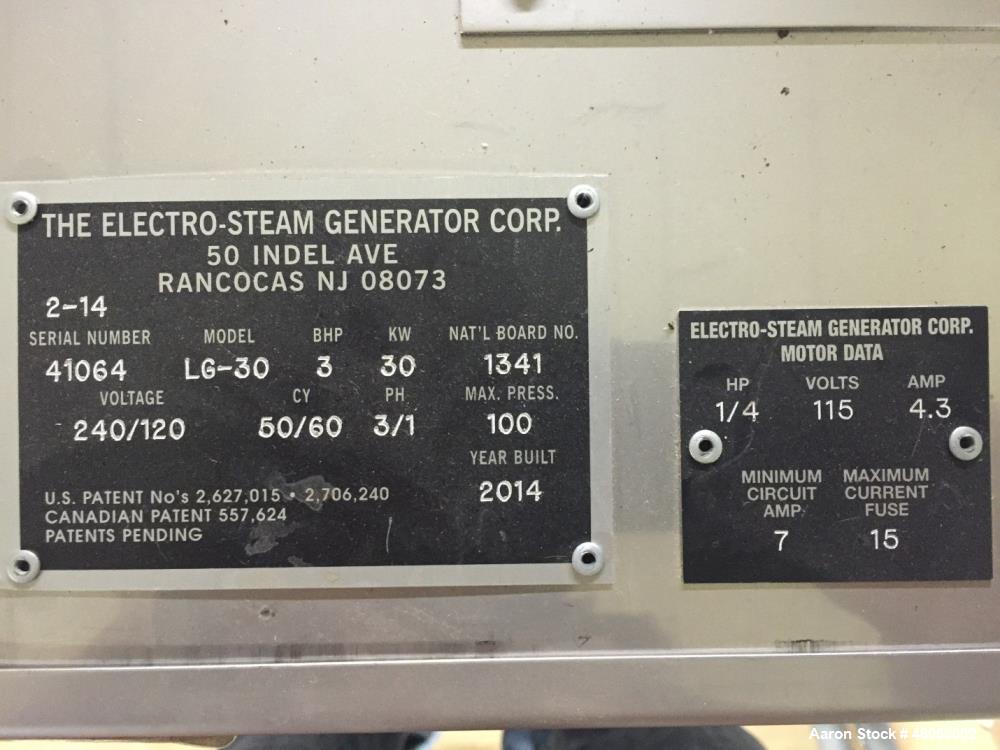 THE ELECTRO-STEAM GENERATOR CORP.
50 INDEL AVE
RANCOCAS NJ 08073
2-14
SERIAL NUMBER MODEL BHP KW NAT'L BOARD NO.
41064 LG-30 3 30 1341
VOLTAGE CY PH MAX. PRESS.
240/120 50/60 3/1 100
YEAR BUILT
2014
U.S. PATENT No's 2,627,015 • 2,706,240
CANADIAN PATENT 557,624
PATENTS PENDING
ELECTRO-STEAM GENERATOR CORP.
MOTOR DATA
HP VOLTS AMP
1/4 115 4.3
MINIMUM CIRCUIT AMP. MAXIMUM CURRENT FUSE
7 15
Aaron Stock #